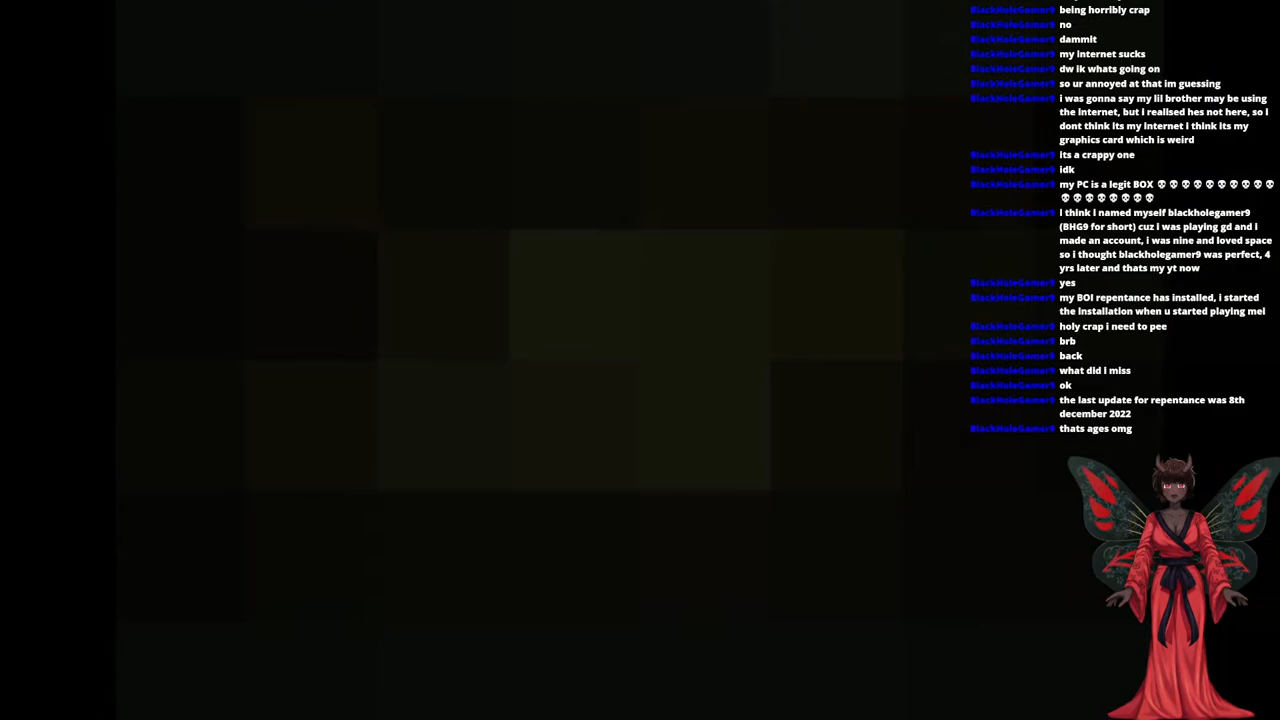 BlackHoleGamer9 being horribly crap
BlackHoleGamer9 no
BlackHoleGamer9 dammit
BlackHoleGamer9 my internet sucks
BlackHoleGamer9 dw ik whats going on
BlackHoleGamer9 so ur annoyed at that im guessing
BlackHoleGamer9 i was gonna say my lil brother may be using
the internet, but i realised hes not here, so i
dont think its my internet i think its my
graphics card which is weird
BlackHoleGamer9 its a crappy one
BlackHoleGamer9 idk
BlackHoleGamer9 my PC is a legit BOX 💀💀💀💀💀💀💀💀💀💀
💀💀💀💀💀💀💀💀
BlackHoleGamer9 i think i named myself blackholegamer9
(BHG9 for short) cuz i was playing gd and i
made an account, i was nine and loved space
so i thought blackholegamer9 was perfect, 4
yrs later and thats my yt now
BlackHoleGamer9 yes
BlackHoleGamer9 my BOI repentance has installed, i started
the installation when u started playing mei
BlackHoleGamer9 holy crap i need to pee
BlackHoleGamer9 brb
BlackHoleGamer9 back
BlackHoleGamer9 what did i miss
BlackHoleGamer9 ok
BlackHoleGamer9 the last update for repentance was 8th
december 2022
BlackHoleGamer9 thats ages omg